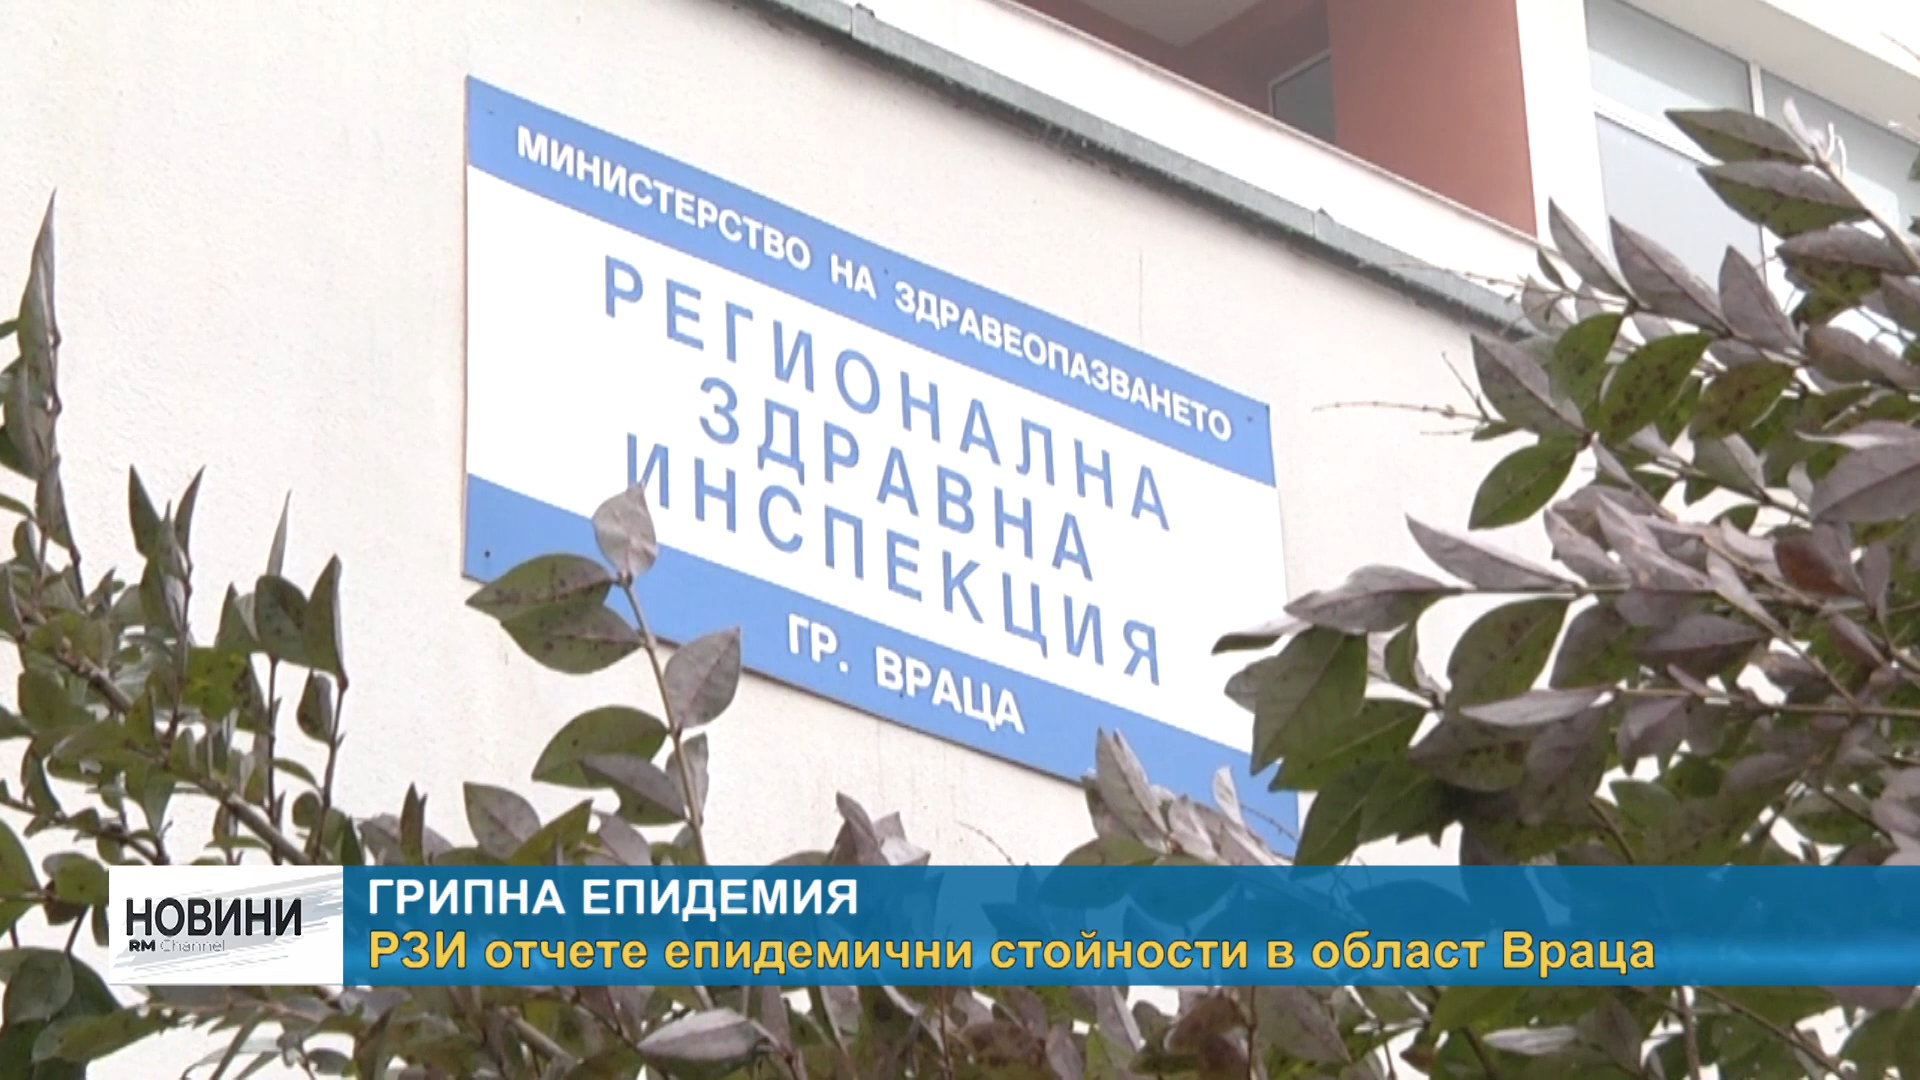 МИНИСТЕРСТВО НА ЗДРАВЕОПАЗВАНЕТО
РЕГИОНАЛНА
ЗДРАВНА
ИНСПЕКЦИЯ
ГР. ВРАЦА
НОВИНИ
RM Channel
ГРИПНА ЕПИДЕМИЯ
РЗИ отчете епидемични стойности в област Враца